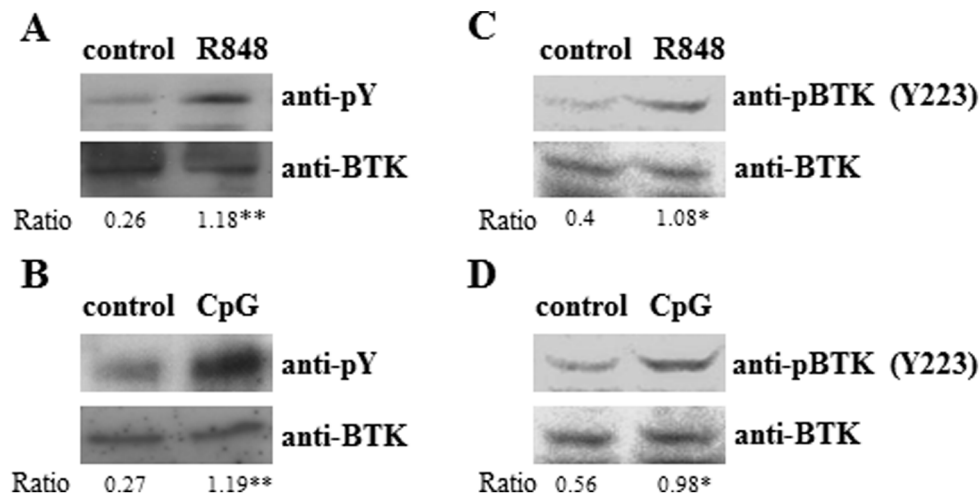 A
control R848
anti-pY
anti-BTK
Ratio 0.26 1.18**
B
control CpG
anti-pY
anti-BTK
Ratio 0.27 1.19**
C
control R848
anti-pBTK (Y223)
anti-BTK
Ratio 0.4 1.08*
D
control CpG
anti-pBTK (Y223)
anti-BTK
Ratio 0.56 0.98*